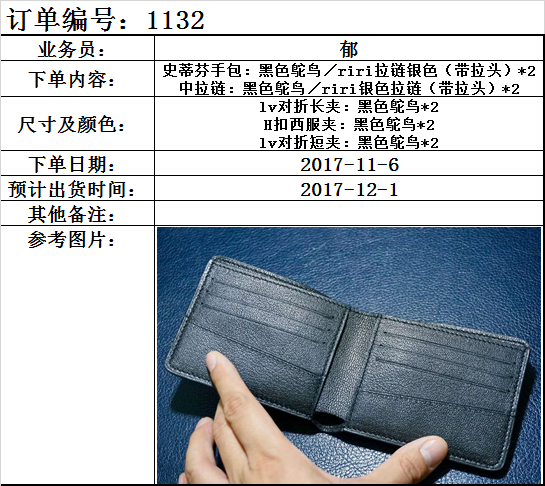 订单编号：1132
业务员：
郁
下单内容：
史蒂芬手包：黑色鸵鸟／riri拉链银色（带拉头）*2
中拉链：黑色鸵鸟／riri银色拉链（带拉头）*2
尺寸及颜色：
lv对折长夹：黑色鸵鸟*2
H扣西服夹：黑色鸵鸟*2
lv对折短夹：黑色鸵鸟*2
下单日期：
2017-11-6
预计出货时间：
2017-12-1
其他备注：
参考图片：